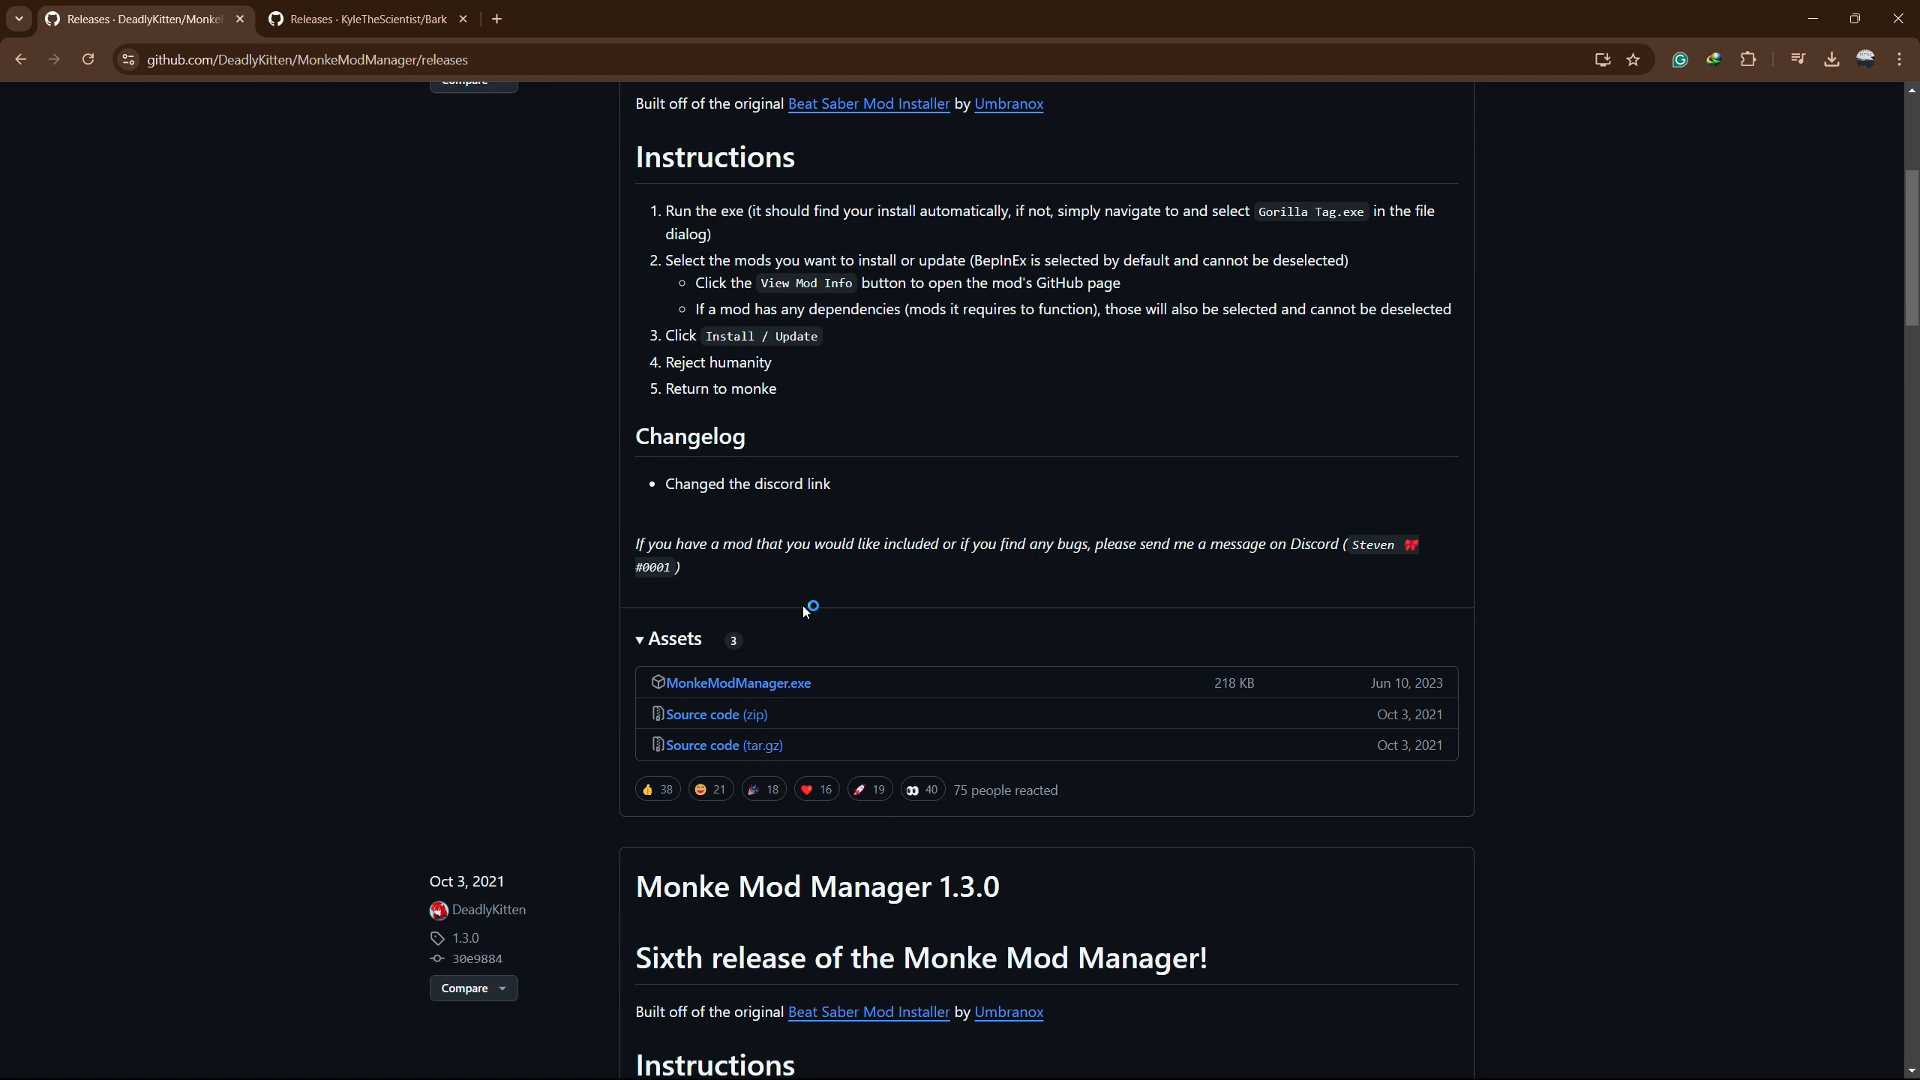 Releases · DeadlyKitten/Monke
Releases · KyleTheScientist/Bark
github.com/DeadlyKitten/MonkeModManager/releases
Compare
Built off of the original Beat Saber Mod Installer by Umbranox
Instructions
1. Run the exe (it should find your install automatically, if not, simply navigate to and select Gorilla Tag.exe in the file
dialog)
2. Select the mods you want to install or update (BepInEx is selected by default and cannot be deselected)
Click the View Mod Info button to open the mod's GitHub page
If a mod has any dependencies (mods it requires to function), those will also be selected and cannot be deselected
3. Click Install / Update
4. Reject humanity
5. Return to monke
Changelog
Changed the discord link
If you have a mod that you would like included or if you find any bugs, please send me a message on Discord ( Steven 🎀
#0001 )
Assets 3
MonkeModManager.exe 218 KB Jun 10, 2023
Source code (zip) Oct 3, 2021
Source code (tar.gz) Oct 3, 2021
👍 38 😄 21 🎉 18 ❤️ 16 🚀 19 👀 40 75 people reacted
Oct 3, 2021
DeadlyKitten
1.3.0
30e9884
Compare
Monke Mod Manager 1.3.0
Sixth release of the Monke Mod Manager!
Built off of the original Beat Saber Mod Installer by Umbranox
Instructions